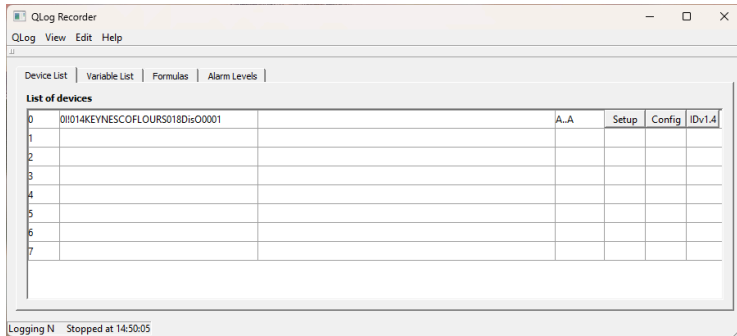 QLog Recorder
QLog View Edit Help
Device List Variable List Formulas Alarm Levels
List of devices
0 0!!014KEYNESCOFLOURS018DisO0001 A..A Setup Config IDv1.4
1
2
3
4
5
6
7
Logging N Stopped at 14:50:05